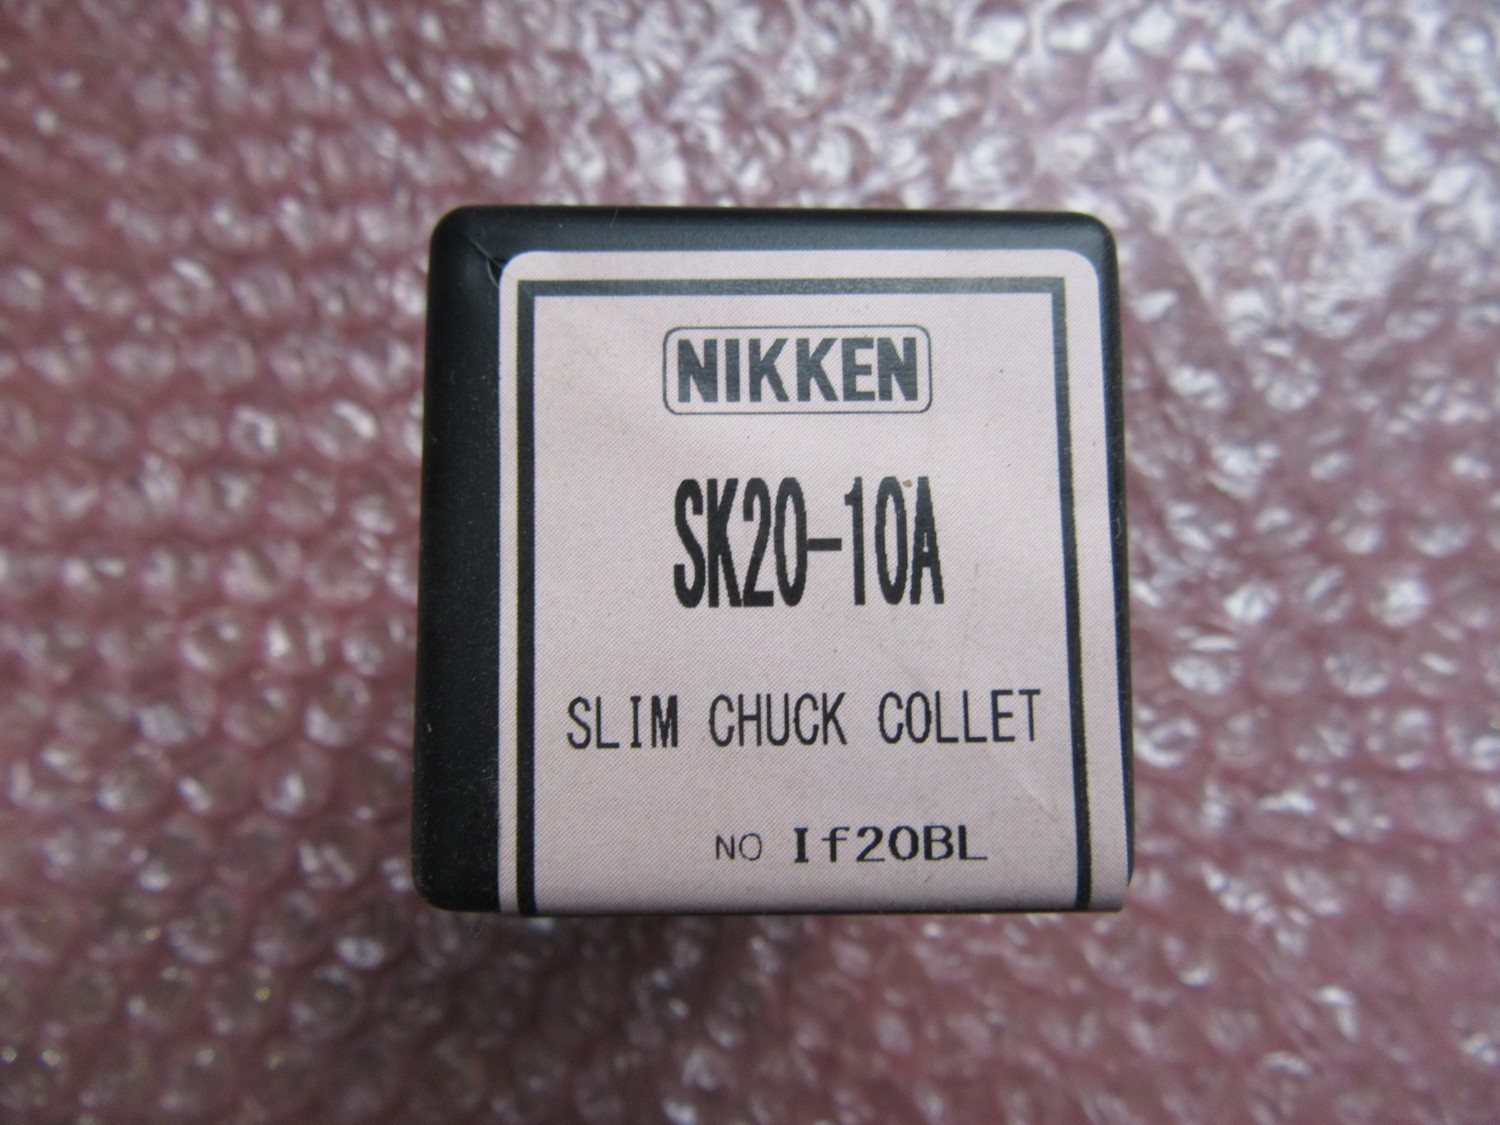 NIKKEN
SK20-10A
SLIM CHUCK COLLET
NO If20BL